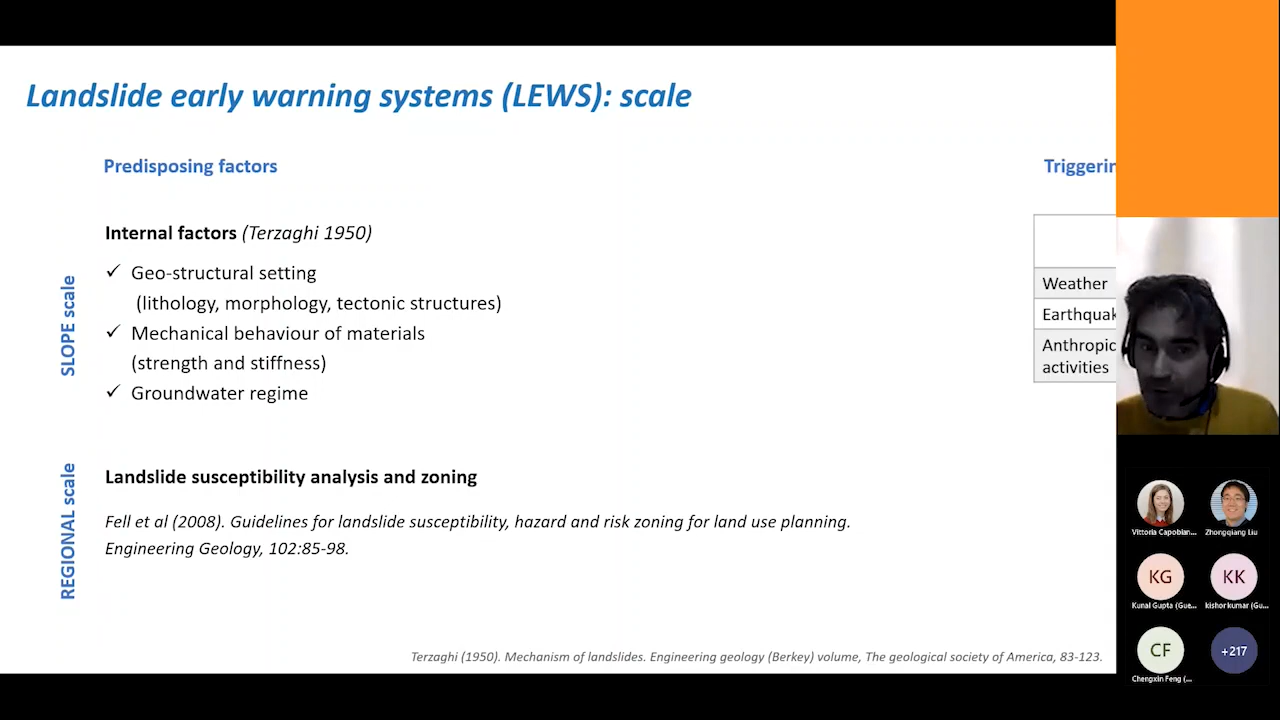 Landslide early warning systems (LEWS): scale
Predisposing factors
Triggerin
Internal factors (Terzaghi 1950)
✓ Geo-structural setting
(lithology, morphology, tectonic structures)
✓ Mechanical behaviour of materials
(strength and stiffness)
✓ Groundwater regime
SLOPE scale
Weather
Earthquak
Anthropic
activities
Landslide susceptibility analysis and zoning
Fell et al (2008). Guidelines for landslide susceptibility, hazard and risk zoning for land use planning.
Engineering Geology, 102:85-98.
REGIONAL scale
Terzaghi (1950). Mechanism of landslides. Engineering geology (Berkey) volume, The geological society of America, 83-123.
Vittoria Capobian...
Zhongqiang Liu
KG
KK
Kunal Gupta (Gue...
kishor kumar (Gu...
CF
+217
Chengxin Feng (...